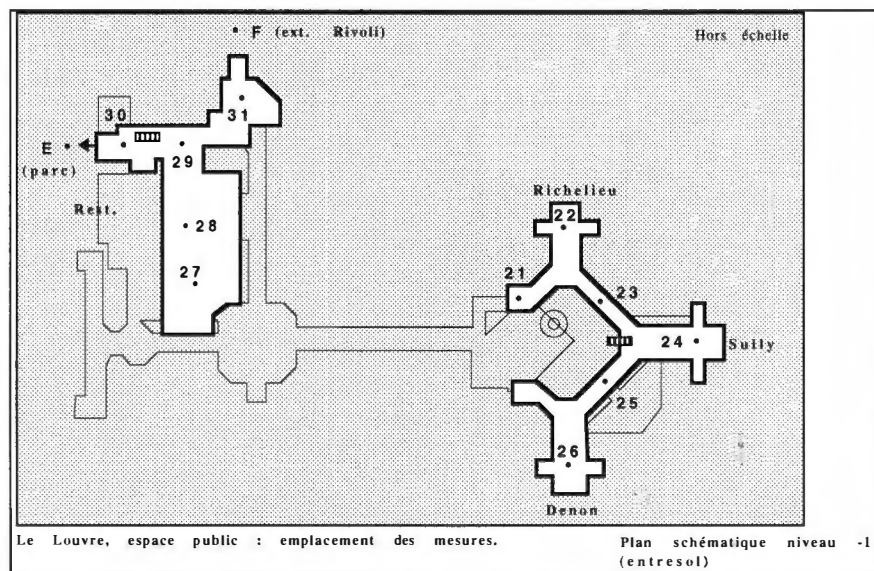 F (ext. Rivoli)
Hors échelle
30
31
E
(parc)
29
Rest.
Richelieu
22
28
21
27
23
24
Sully
25
26
Denon
Le Louvre, espace public : emplacement des mesures.
Plan schématique niveau -1
(entresol)